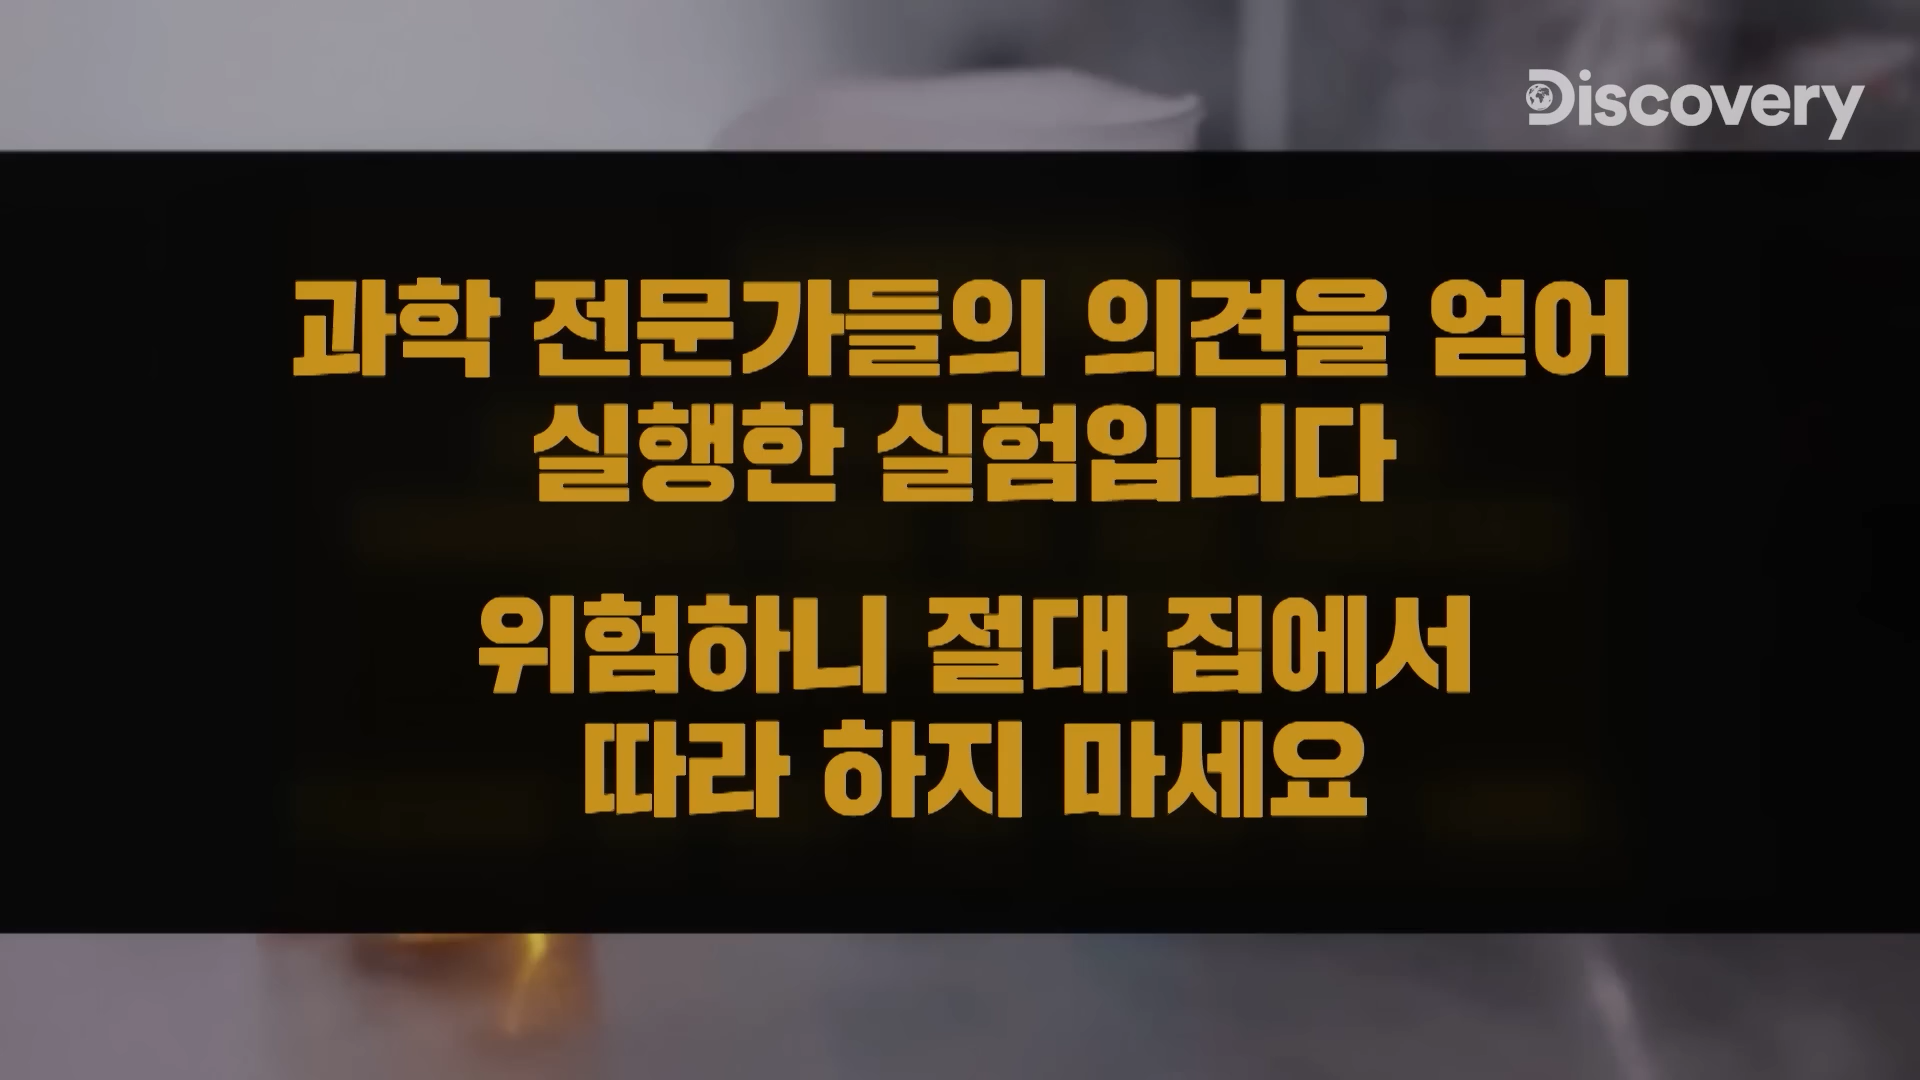 Discovery
과학 전문가들의 의견을 얻어
실행한 실험입니다
위험하니 절대 집에서
따라 하지 마세요